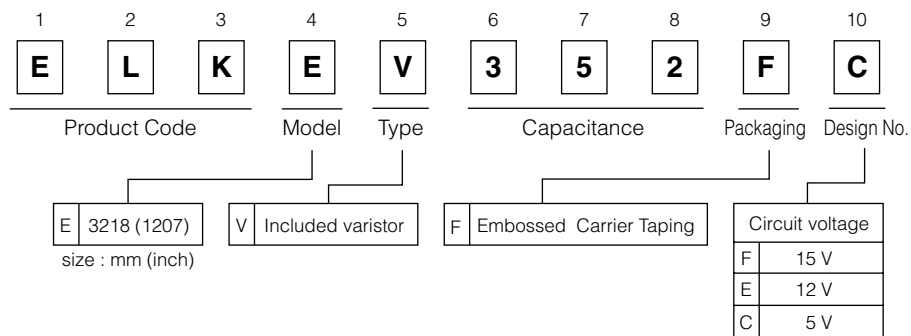 1 2 3 4 5 6 7 8 9 10
E L K E V 3 5 2 F C
Product Code Model Type Capacitance Packaging Design No.
E 3218 (1207)
size : mm (inch)
V Included varistor
F Embossed Carrier Taping
Circuit voltage
F 15 V
E 12 V
C 5 V